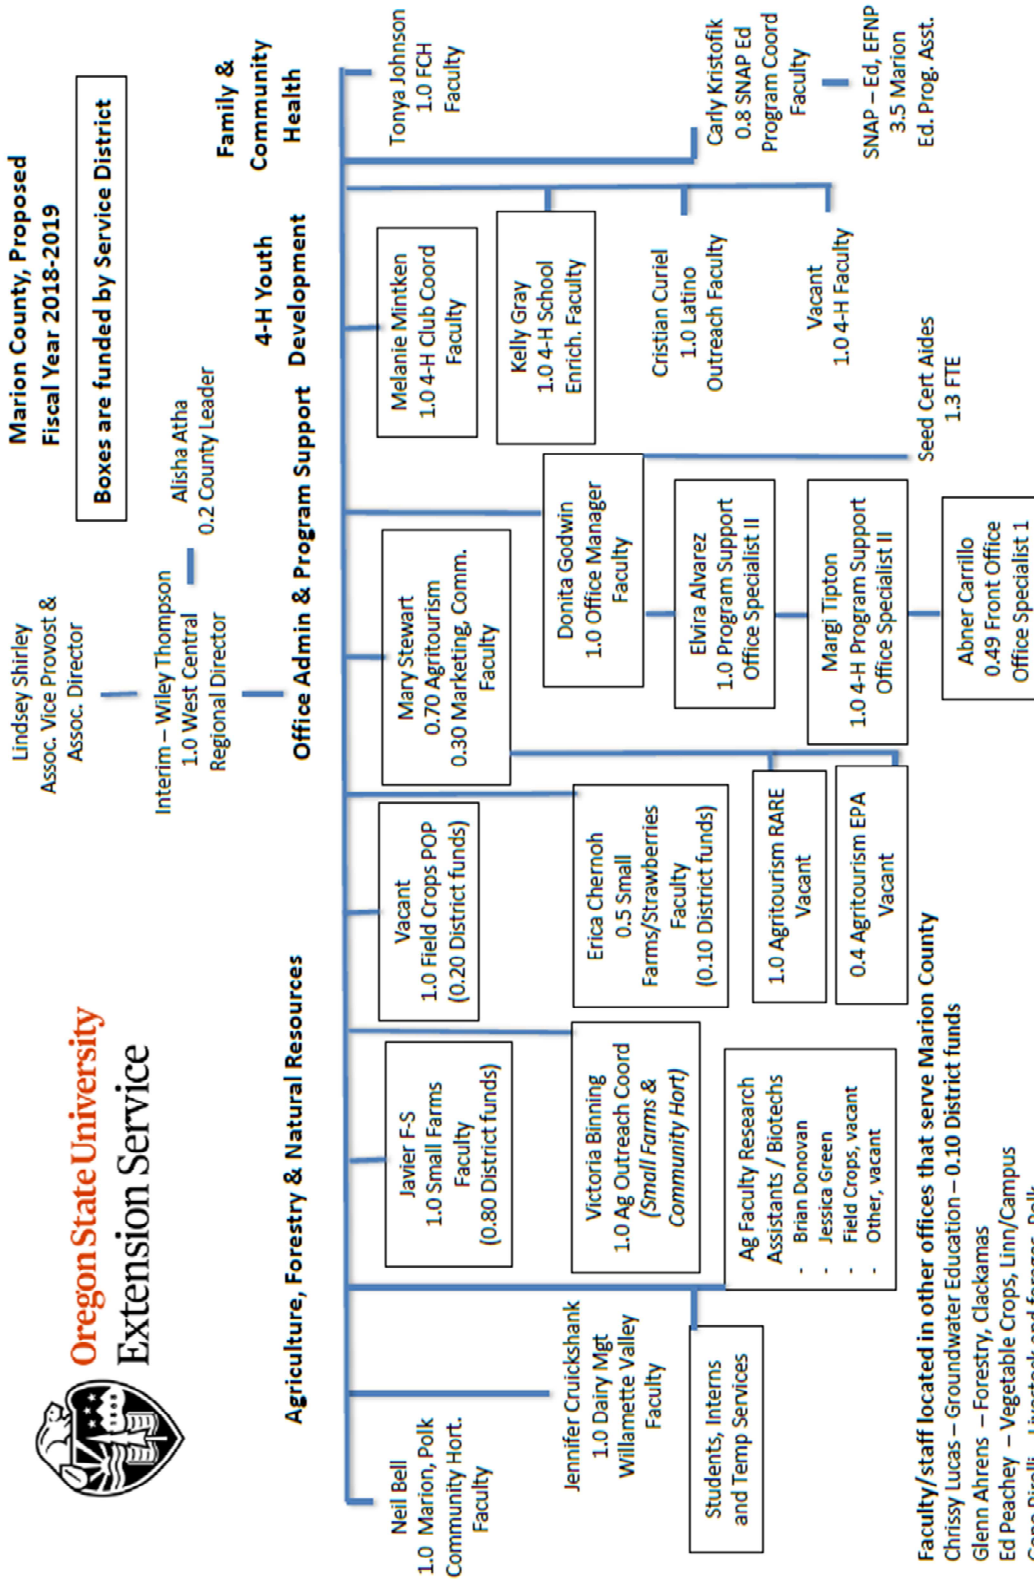 Oregon State University
Extension Service
Marion County, Proposed
Fiscal Year 2018-2019
Boxes are funded by Service District
Lindsey Shirley
Assoc. Vice Provost &
Assoc. Director
Interim – Wiley Thompson
1.0 West Central
Regional Director
Alisha Atha
0.2 County Leader
Agriculture, Forestry & Natural Resources
Office Admin & Program Support
4-H Youth
Development
Family &
Community
Health
Neil Bell
1.0 Marion, Polk
Community Hort.
Faculty
Jennifer Cruickshank
1.0 Dairy Mgt
Willamette Valley
Faculty
Students, Interns
and Temp Services
Javier F-S
1.0 Small Farms
Faculty
(0.80 District funds)
Victoria Binning
1.0 Ag Outreach Coord
(Small Farms &
Community Hort)
Ag Faculty Research
Assistants / Biotechs
- Brian Donovan
- Jessica Green
- Field Crops, vacant
- Other, vacant
Vacant
1.0 Field Crops POP
(0.20 District funds)
Erica Chernoh
0.5 Small
Farms/Strawberries
Faculty
(0.10 District funds)
1.0 Agritourism RARE
Vacant
0.4 Agritourism EPA
Vacant
Mary Stewart
0.70 Agritourism
0.30 Marketing, Comm.
Faculty
Donita Godwin
1.0 Office Manager
Faculty
Elvira Alvarez
1.0 Program Support
Office Specialist II
Margi Tipton
1.0 4-H Program Support
Office Specialist II
Abner Carrillo
0.49 Front Office
Office Specialist 1
Seed Cert Aides
1.3 FTE
Melanie Mintken
1.0 4-H Club Coord
Faculty
Kelly Gray
1.0 4-H School
Enrich. Faculty
Cristian Curiel
1.0 Latino
Outreach Faculty
Vacant
1.0 4-H Faculty
Tonya Johnson
1.0 FCH
Faculty
Carly Kristofik
0.8 SNAP Ed
Program Coord
Faculty
SNAP – Ed, EFNP
3.5 Marion
Ed. Prog. Asst.
Faculty/staff located in other offices that serve Marion County
Chrissy Lucas – Groundwater Education – 0.10 District funds
Glenn Ahrens – Forestry, Clackamas
Ed Peachey – Vegetable Crops, Linn/Campus